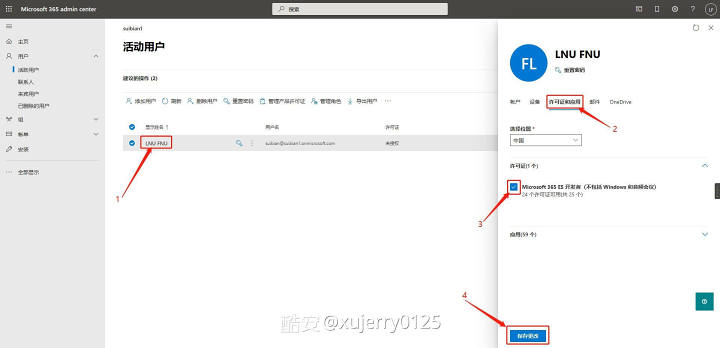 Microsoft 365 admin center
搜索
?
LF
主页
用户
活动用户
联系人
来宾用户
已删除的用户
组
帐单
安装
全部显示
suibian1
活动用户
建议的操作 (2)
添加用户
刷新
删除用户
重置密码
管理产品许可证
管理角色
导出用户
显示姓名 ↑
用户名
许可证
LNU FNU
suibian@suibian1.onmicrosoft.com
未授权
1
FL
LNU FNU
重置密码
帐户
设备
许可证和应用
邮件
OneDrive
2
选择位置 *
中国
许可证(1 个)
Microsoft 365 E5 开发商（不包括 Windows 和音频会议）
24 个许可证可用(共 25 个)
3
应用(59 个)
4
保存更改
酷安@xujerry0125